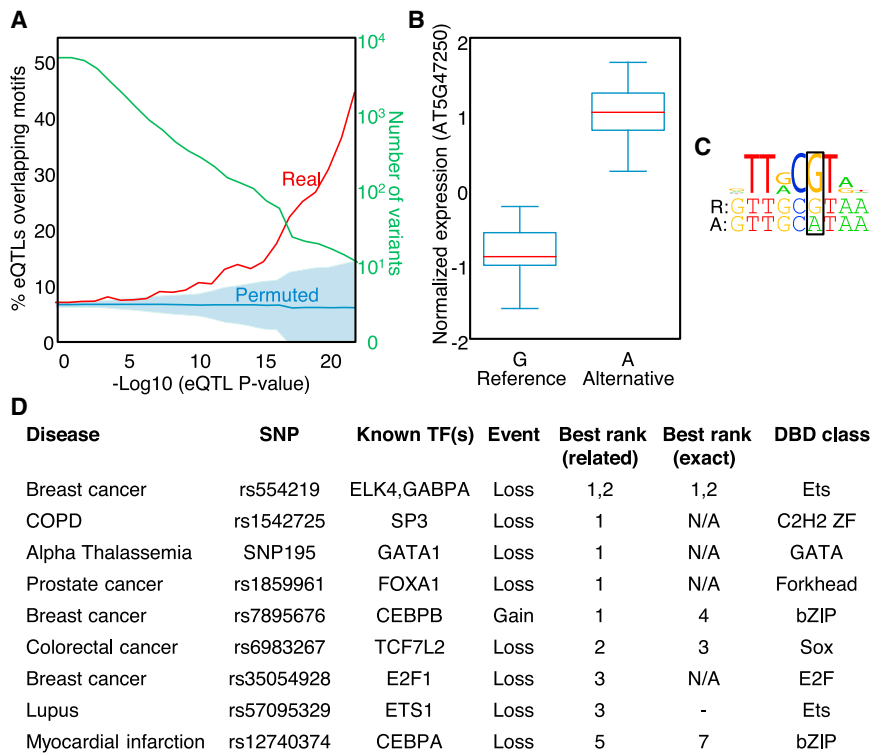 A
% eQTLs overlapping motifs
50
40
30
20
10
0
10^4
10^3
10^2
10^1
0
Number of variants
Real
Permuted
0 5 10 15 20
-Log10 (eQTL P-value)
B
Normalized expression (AT5G47250)
2
1
0
-1
-2
G A
Reference Alternative
C
TTGCGTA
A
R: GTTGCGTAA
A: GTTGCATAA
D
Disease SNP Known TF(s) Event Best rank (related) Best rank (exact) DBD class
Breast cancer rs554219 ELK4,GABPA Loss 1,2 1,2 Ets
COPD rs1542725 SP3 Loss 1 N/A C2H2 ZF
Alpha Thalassemia SNP195 GATA1 Loss 1 N/A GATA
Prostate cancer rs1859961 FOXA1 Loss 1 N/A Forkhead
Breast cancer rs7895676 CEBPB Gain 1 4 bZIP
Colorectal cancer rs6983267 TCF7L2 Loss 2 3 Sox
Breast cancer rs35054928 E2F1 Loss 3 N/A E2F
Lupus rs57095329 ETS1 Loss 3 - Ets
Myocardial infarction rs12740374 CEBPA Loss 5 7 bZIP